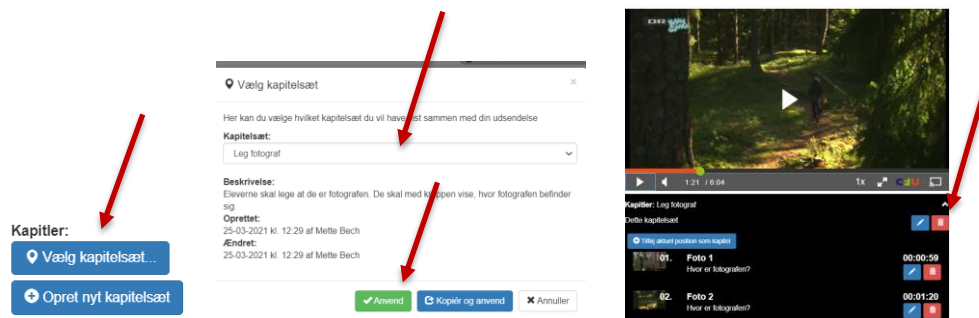 Kapitler:
Vælg kapitelsæt...
Opret nyt kapitelsæt
Vælg kapitelsæt
×
Her kan du vælge hvilket kapitelsæt du vil have ist sammen med din udsendelse
Kapitelsæt:
Leg fotograf
Beskrivelse:
Eleverne skal lege at de er fotografen. De skal med kroppen vise, hvor fotografen befinder
sig.
Oprettet:
25-03-2021 kl. 12:29 af Mette Bech
Ændret:
25-03-2021 kl. 12:29 af Mette Bech
Anvend
Kopiér og anvend
Annuller
DR
1:21 / 6:04
1x
CFU
Kapitler: Leg fotograf
Dette kapitelsæt
Tilføj aktuel position som kapitel
01. Foto 1 00:00:59
Hvor er fotografen?
02. Foto 2 00:01:20
Hvor er fotografen?